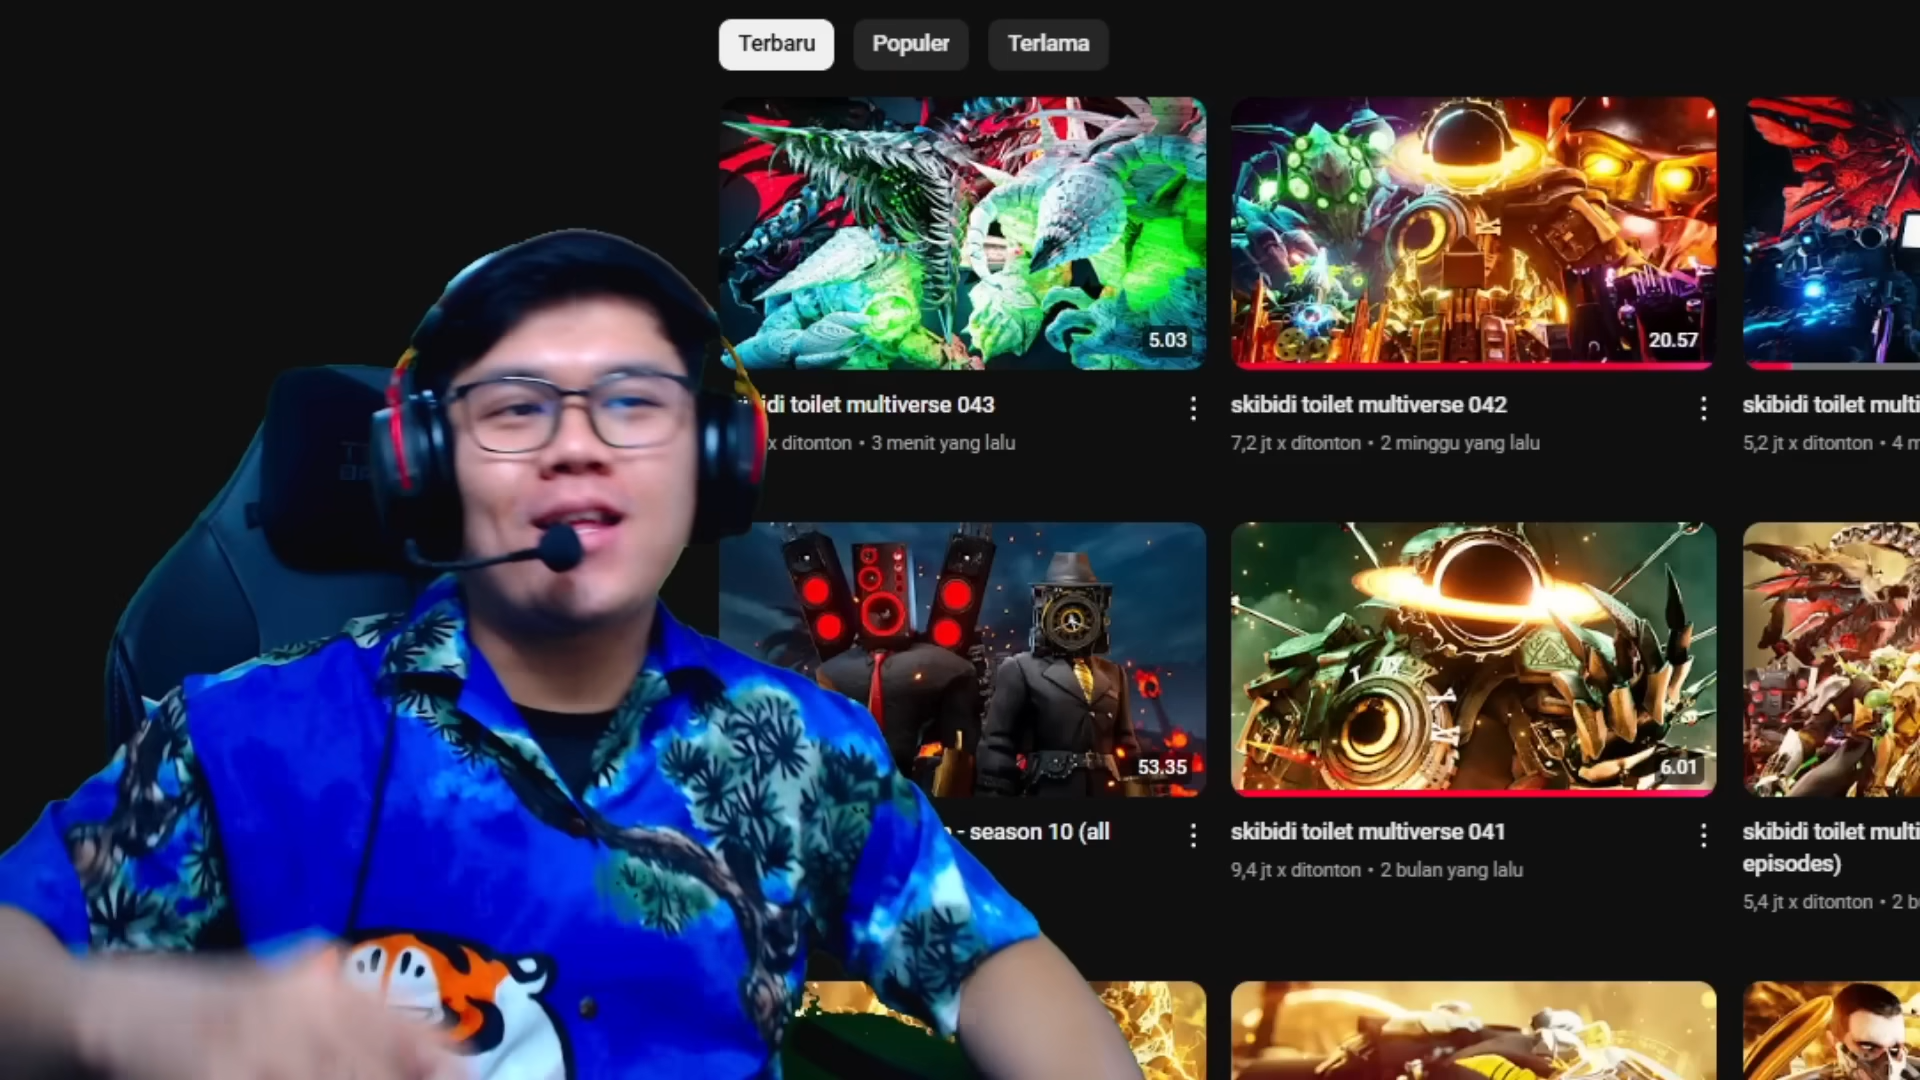 Terbaru
Populer
Terlama
5.03
20.57
idi toilet multiverse 043
skibidi toilet multiverse 042
skibidi toilet multi
x ditonton • 3 menit yang lalu
7,2 jt x ditonton • 2 minggu yang lalu
5,2 jt x ditonton • 4 m
53.35
6.01
- season 10 (all
skibidi toilet multiverse 041
skibidi toilet multi
episodes)
9,4 jt x ditonton • 2 bulan yang lalu
5,4 jt x ditonton • 2 b